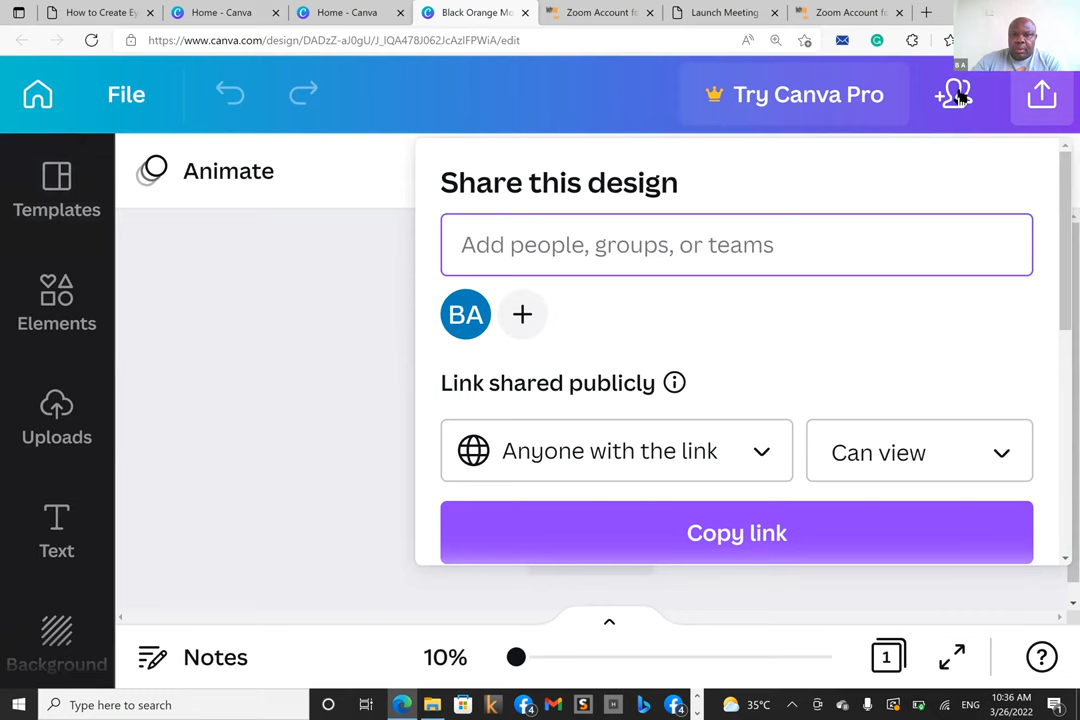 How to Create Ey
Home - Canva
Home - Canva
Black Orange Mo
Zoom Account fo
Launch Meeting
Zoom Account fo
https://www.canva.com/design/DADzZ-aJ0gU/J_lQA478J062JcAzlFPWiA/edit
B A
File
Try Canva Pro
Templates
Animate
Share this design
Add people, groups, or teams
BA
Elements
Link shared publicly
Uploads
Anyone with the link
Can view
Copy link
Text
Background
Notes
10%
1
?
Type here to search
4
4
35°C
ENG
10:36 AM
3/26/2022